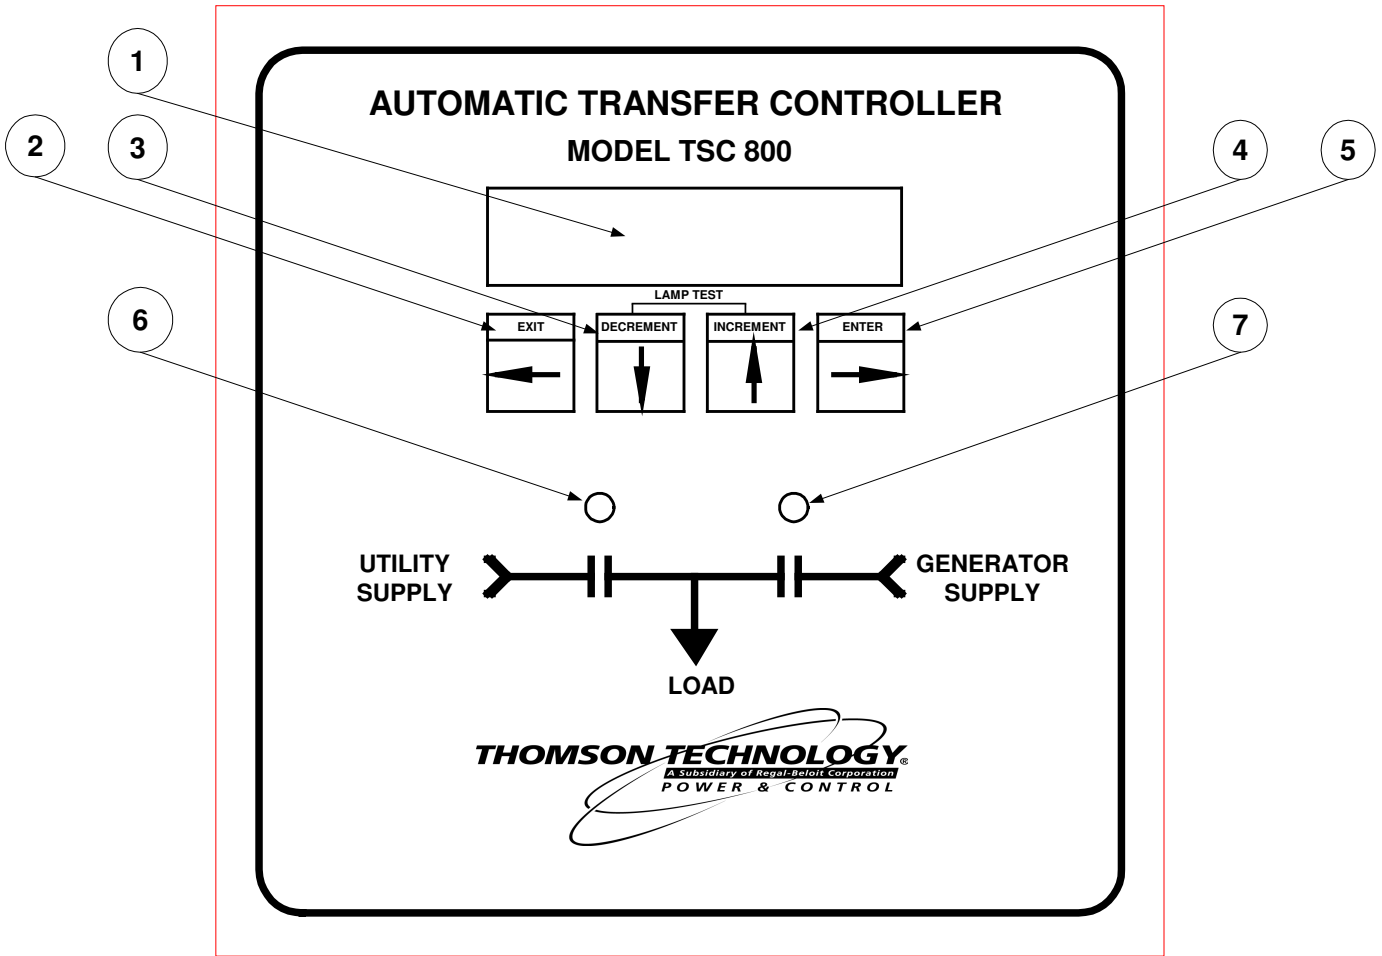 1
AUTOMATIC TRANSFER CONTROLLER
2
3
MODEL TSC 800
4
5
LAMP TEST
6
EXIT
DECREMENT
INCREMENT
ENTER
7
UTILITY
SUPPLY
GENERATOR
SUPPLY
LOAD
THOMSON TECHNOLOGY®
A Subsidiary of Regal-Beloit Corporation
POWER & CONTROL